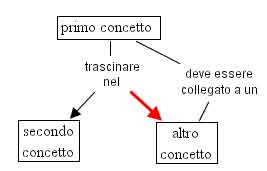 primo concetto
trascinare
nel
deve essere
collegato a un
secondo
concetto
altro
concetto